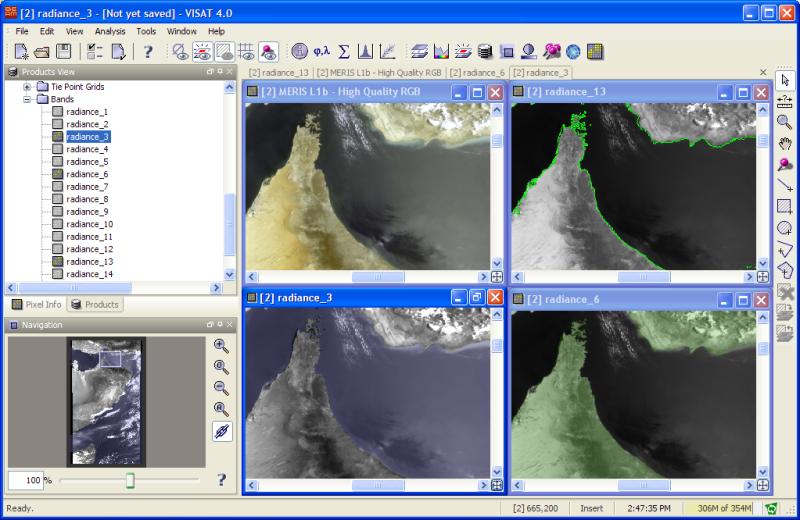 [2] radiance_3 - [Not yet saved] - VISAT 4.0
File Edit View Analysis Tools Window Help
? φ,λ Σ
Products View
[2] radiance_13 [2] MERIS L1b - High Quality RGB [2] radiance_6 [2] radiance_3
Tie Point Grids
Bands
radiance_1
radiance_2
radiance_3
radiance_4
radiance_5
radiance_6
radiance_7
radiance_8
radiance_9
radiance_10
radiance_11
radiance_12
radiance_13
radiance_14
Pixel Info Products
[2] MERIS L1b - High Quality RGB
[2] radiance_13
[2] radiance_3
[2] radiance_6
Navigation
100 %
?
Ready.
[2] 665,200 Insert 2:47:35 PM 306M of 354M